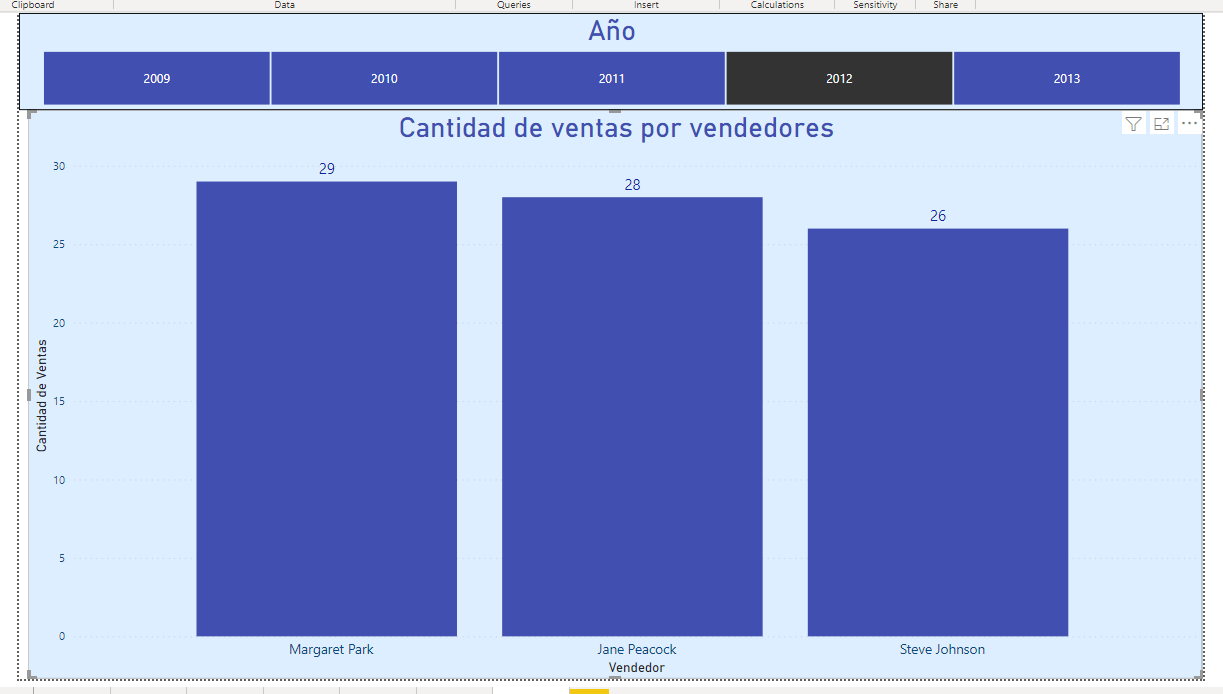 Clipboard Data Queries Insert Calculations Sensitivity Share
Año
2009 2010 2011 2012 2013
Cantidad de ventas por vendedores
30
29
28
26
25
20
Cantidad de Ventas
15
10
5
0
Margaret Park Jane Peacock Steve Johnson
Vendedor